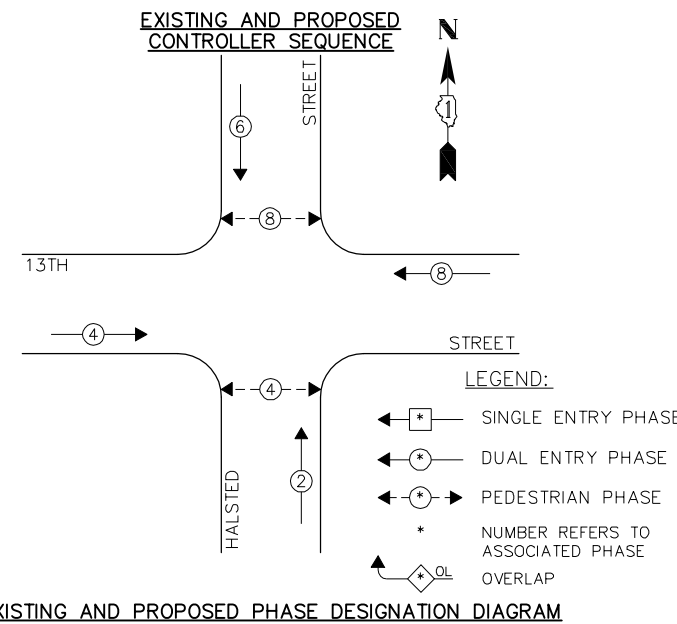 EXISTING AND PROPOSED
CONTROLLER SEQUENCE
N
STREET
6
1
8
13TH
8
4
STREET
4
LEGEND:
* SINGLE ENTRY PHASE
* DUAL ENTRY PHASE
2
HALSTED
* PEDESTRIAN PHASE
* NUMBER REFERS TO
ASSOCIATED PHASE
* OL OVERLAP
XISTING AND PROPOSED PHASE DESIGNATION DIAGRAM